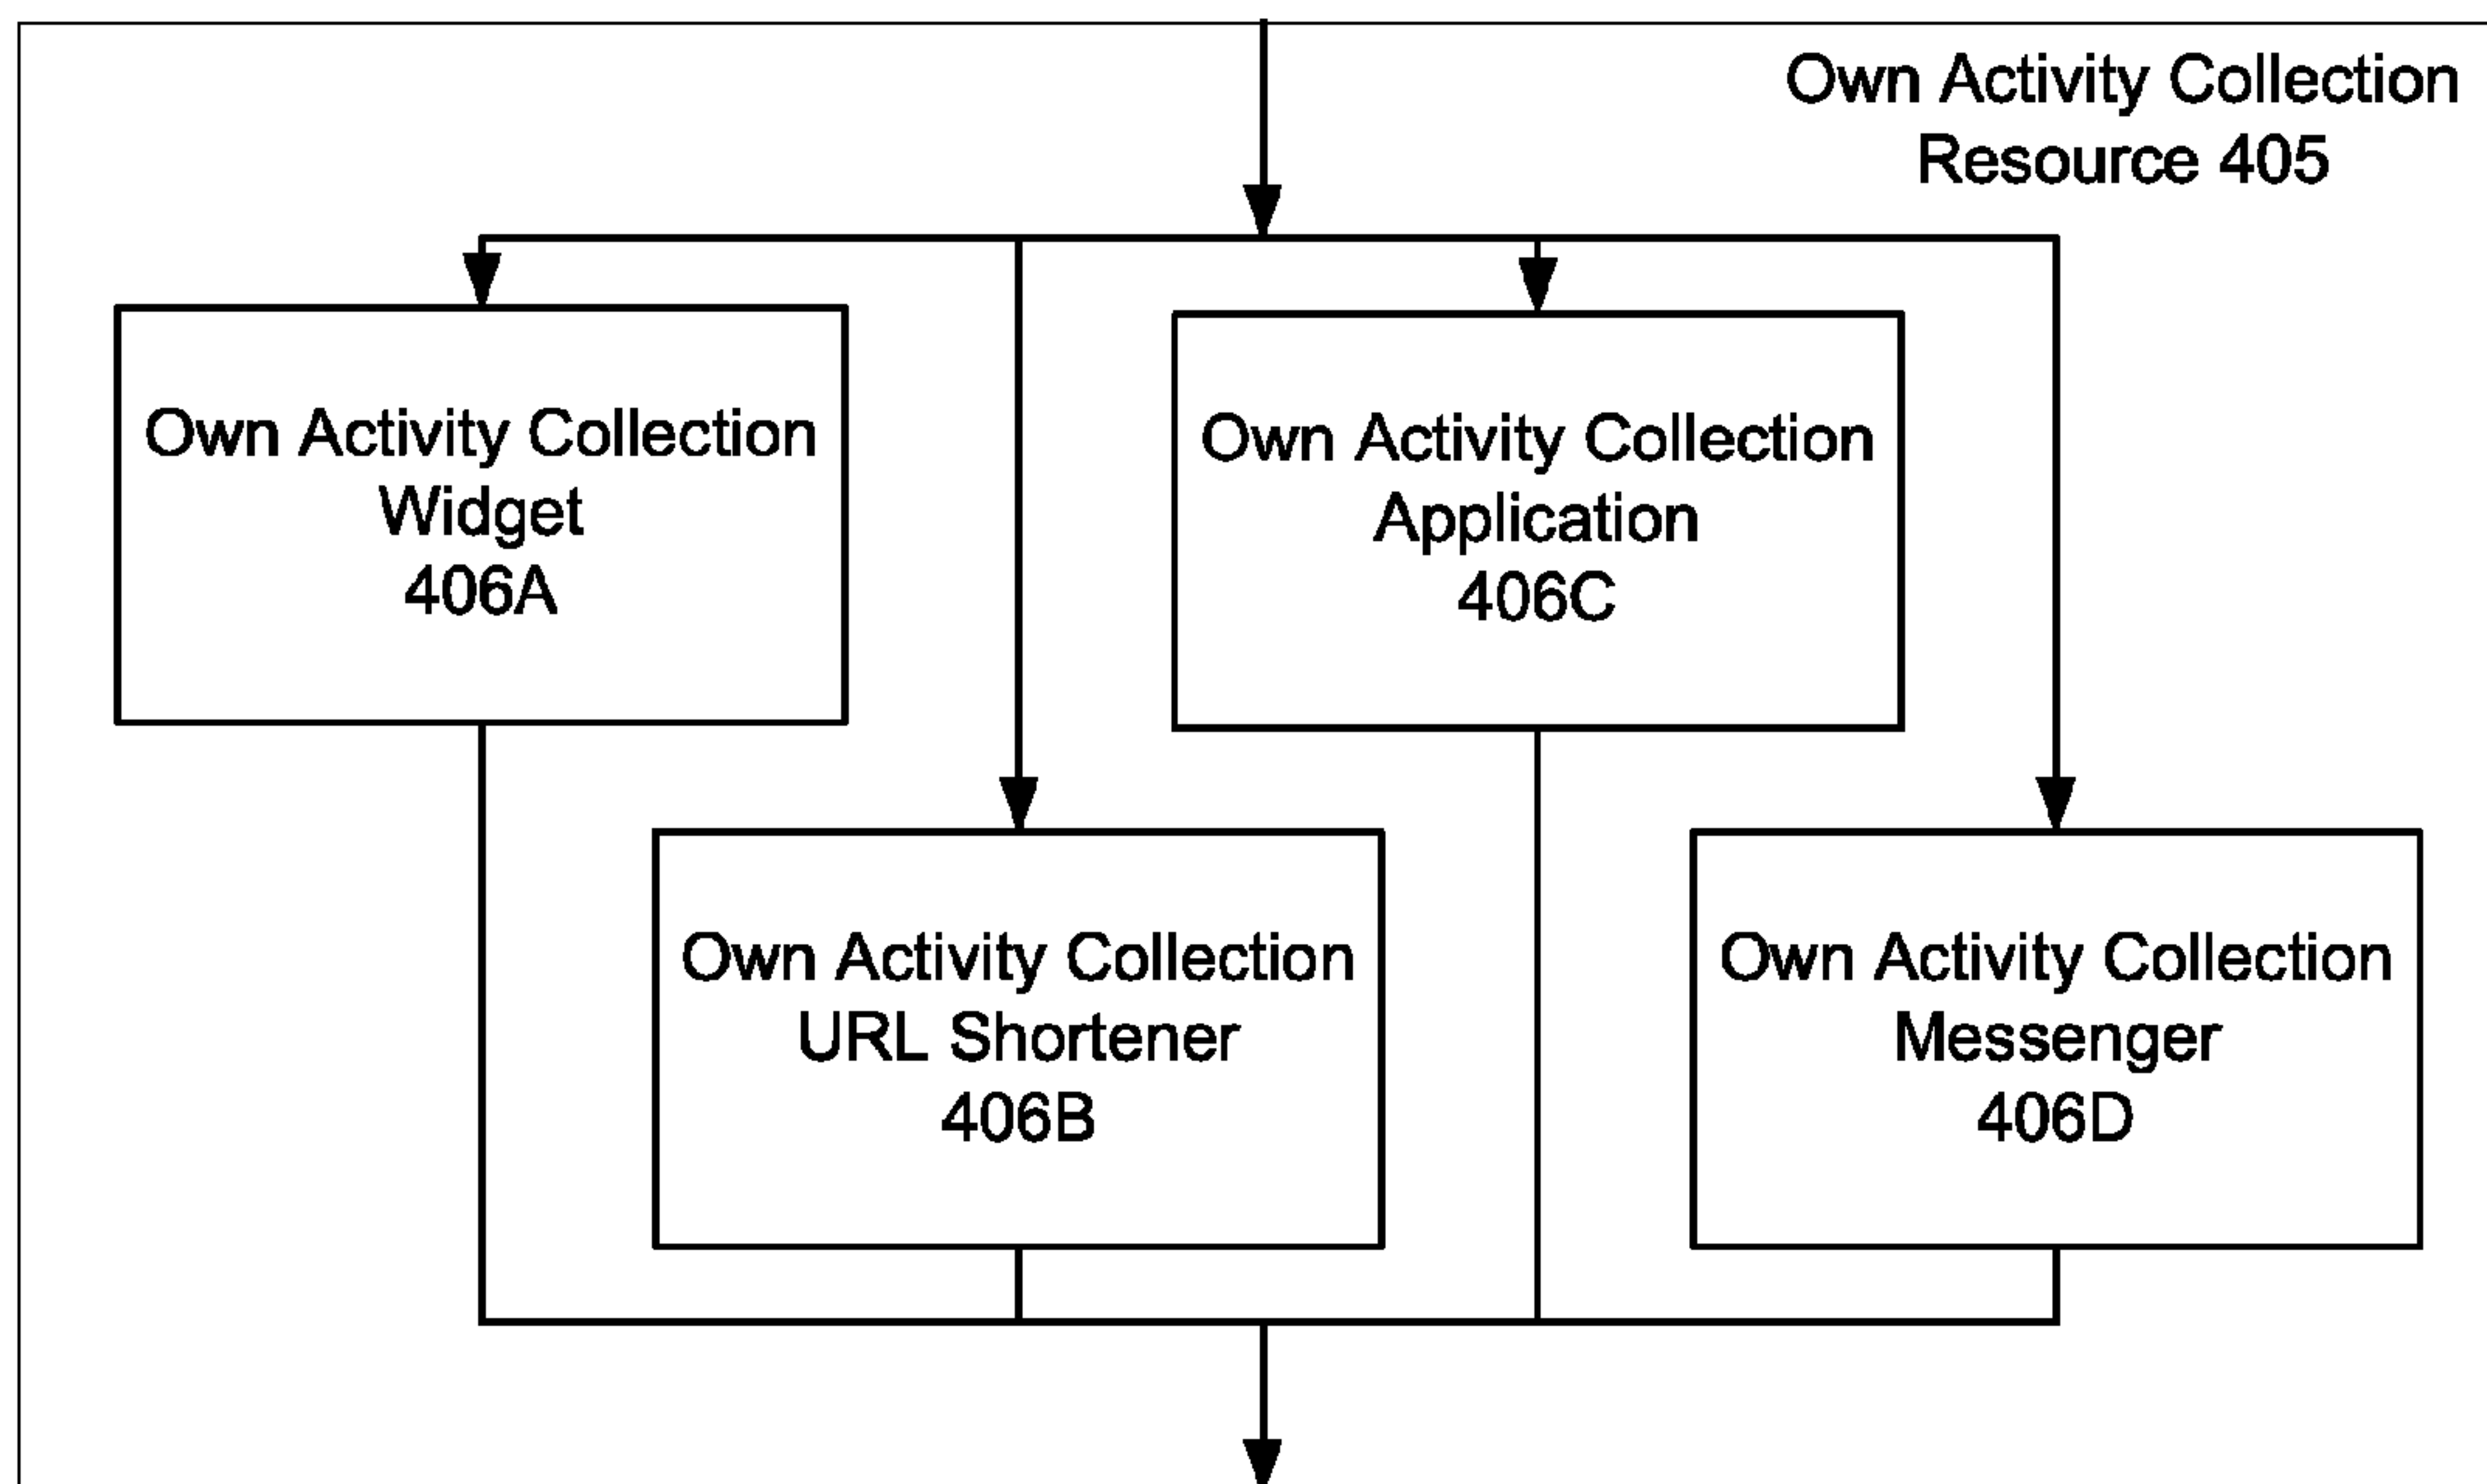 Own Activity Collection
Resource 405
Own Activity Collection
Widget
406A
Own Activity Collection
Application
406C
Own Activity Collection
URL Shortener
406B
Own Activity Collection
Messenger
406D